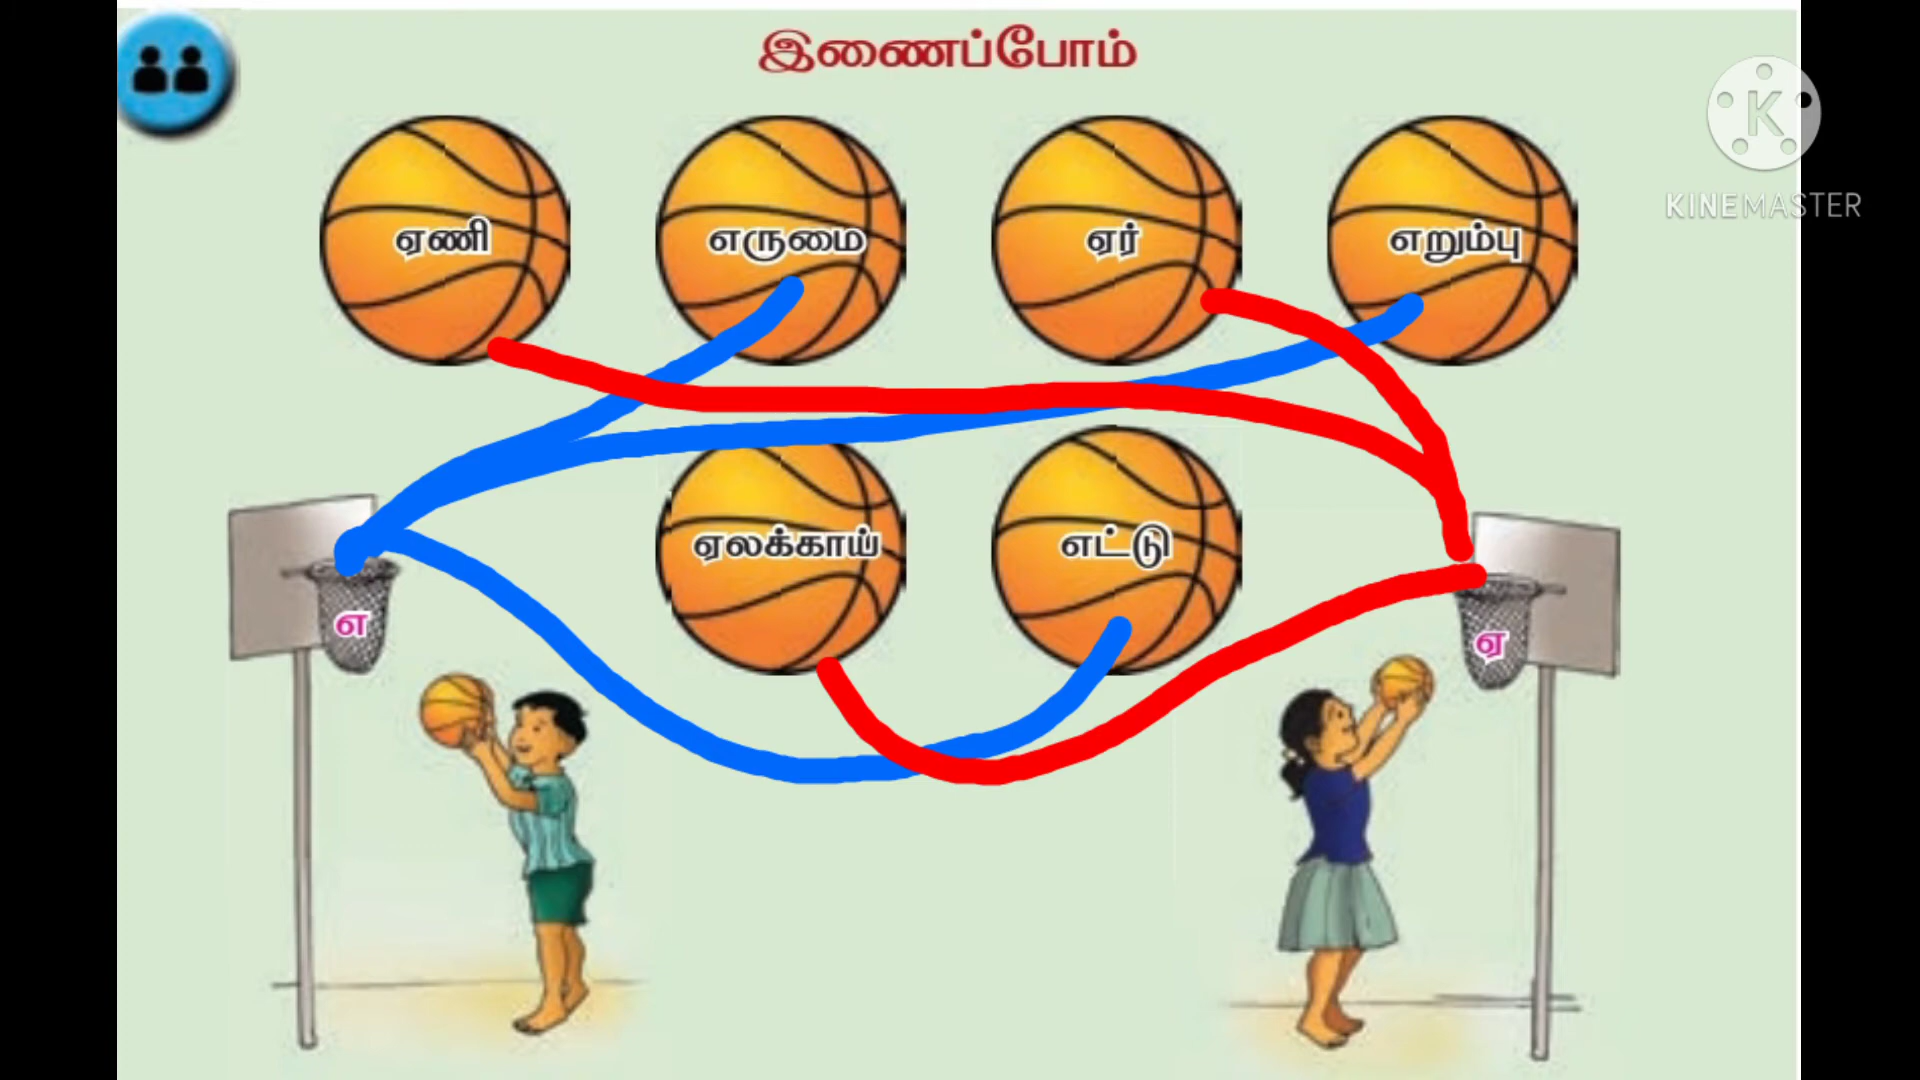 இணைப்போம்
KINEMASTER
ஏணி எருமை ஏர் எறும்பு
ஏலக்காய் எட்டு
எ ஏ